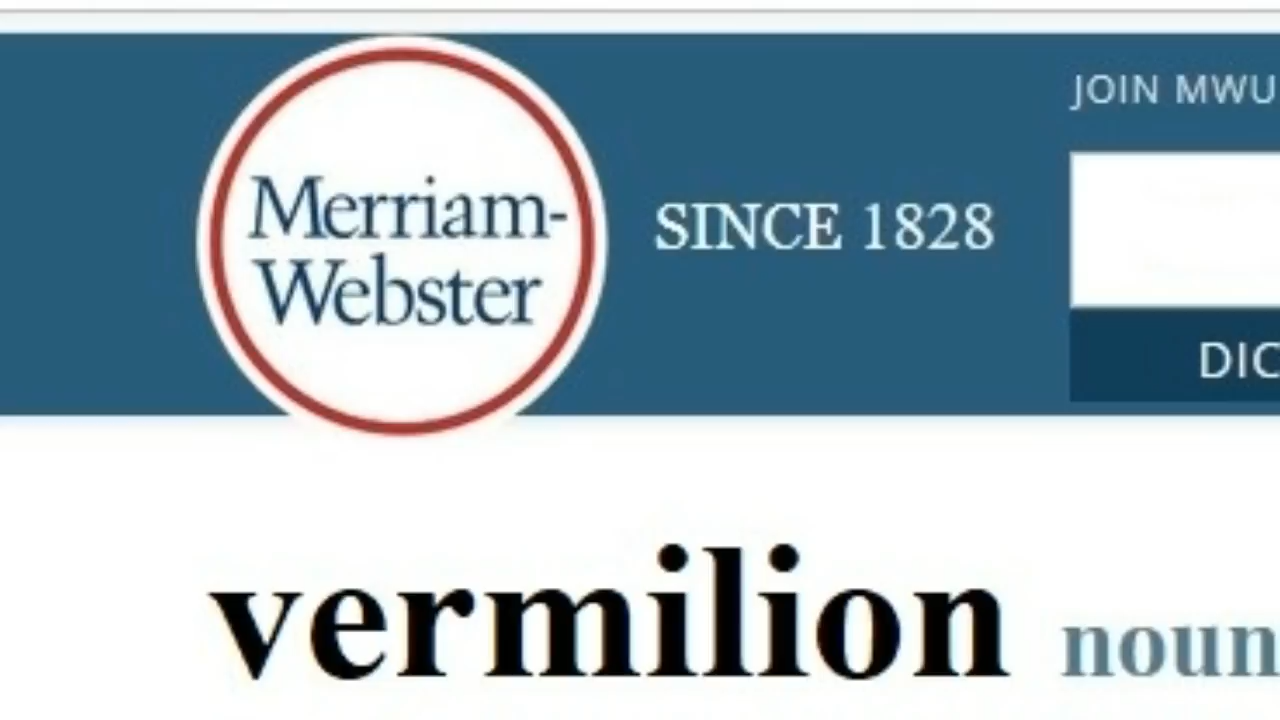 JOIN MWU
Merriam-
Webster
SINCE 1828
DIC
vermilion noun